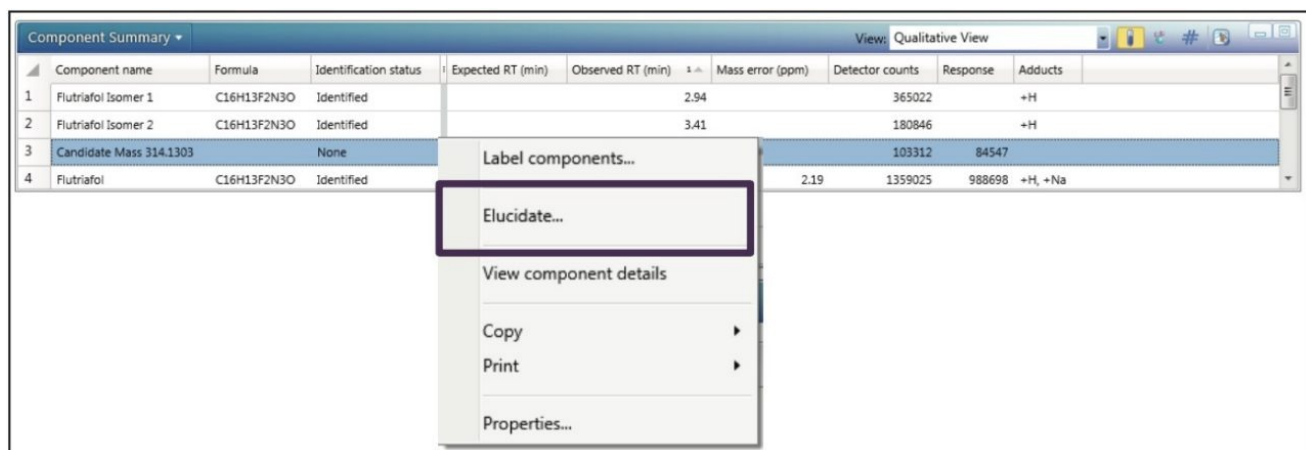 Component Summary View: Qualitative View #
Component name Formula Identification status Expected RT (min) Observed RT (min) 1 Mass error (ppm) Detector counts Response Adducts
1 Flutriafol Isomer 1 C16H13F2N3O Identified 2.94 365022 +H
2 Flutriafol Isomer 2 C16H13F2N3O Identified 3.41 180846 +H
3 Candidate Mass 314.1303 None 103312 84547
4 Flutriafol C16H13F2N3O Identified 2.19 1359025 988698 +H, +Na
Label components...
Elucidate...
View component details
Copy
Print
Properties...